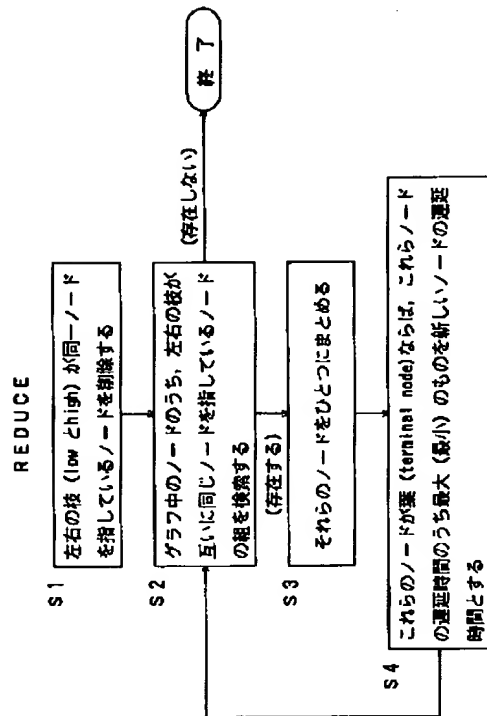 REDUCE
S1
左右の枝 (low とhigh) が同一ノード
を指しているノードを削除する
S2
グラフ中のノードのうち, 左右の枝が
互いに同じノードを指しているノード
の組を検索する
(存在しない)
終了
(存在する)
S3
それらのノードをひとつにまとめる
S4
これらのノードが葉 (terminal node)ならば, これらノード
の遅延時間のうち最大 (最小) のものを新しいノードの遅延
時間とする